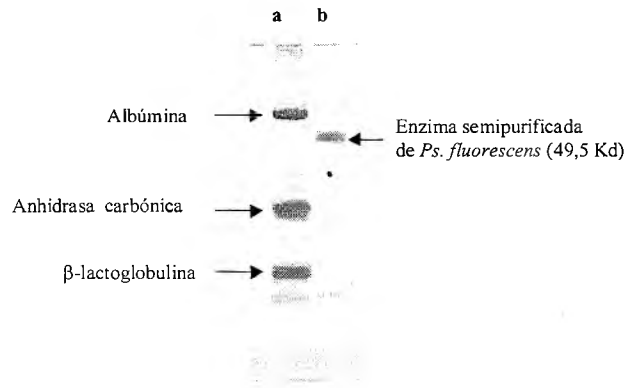 a b
Albúmina
Enzima semipurificada
de Ps. fluorescens (49,5 Kd)
Anhidrasa carbónica
β-lactoglobulina